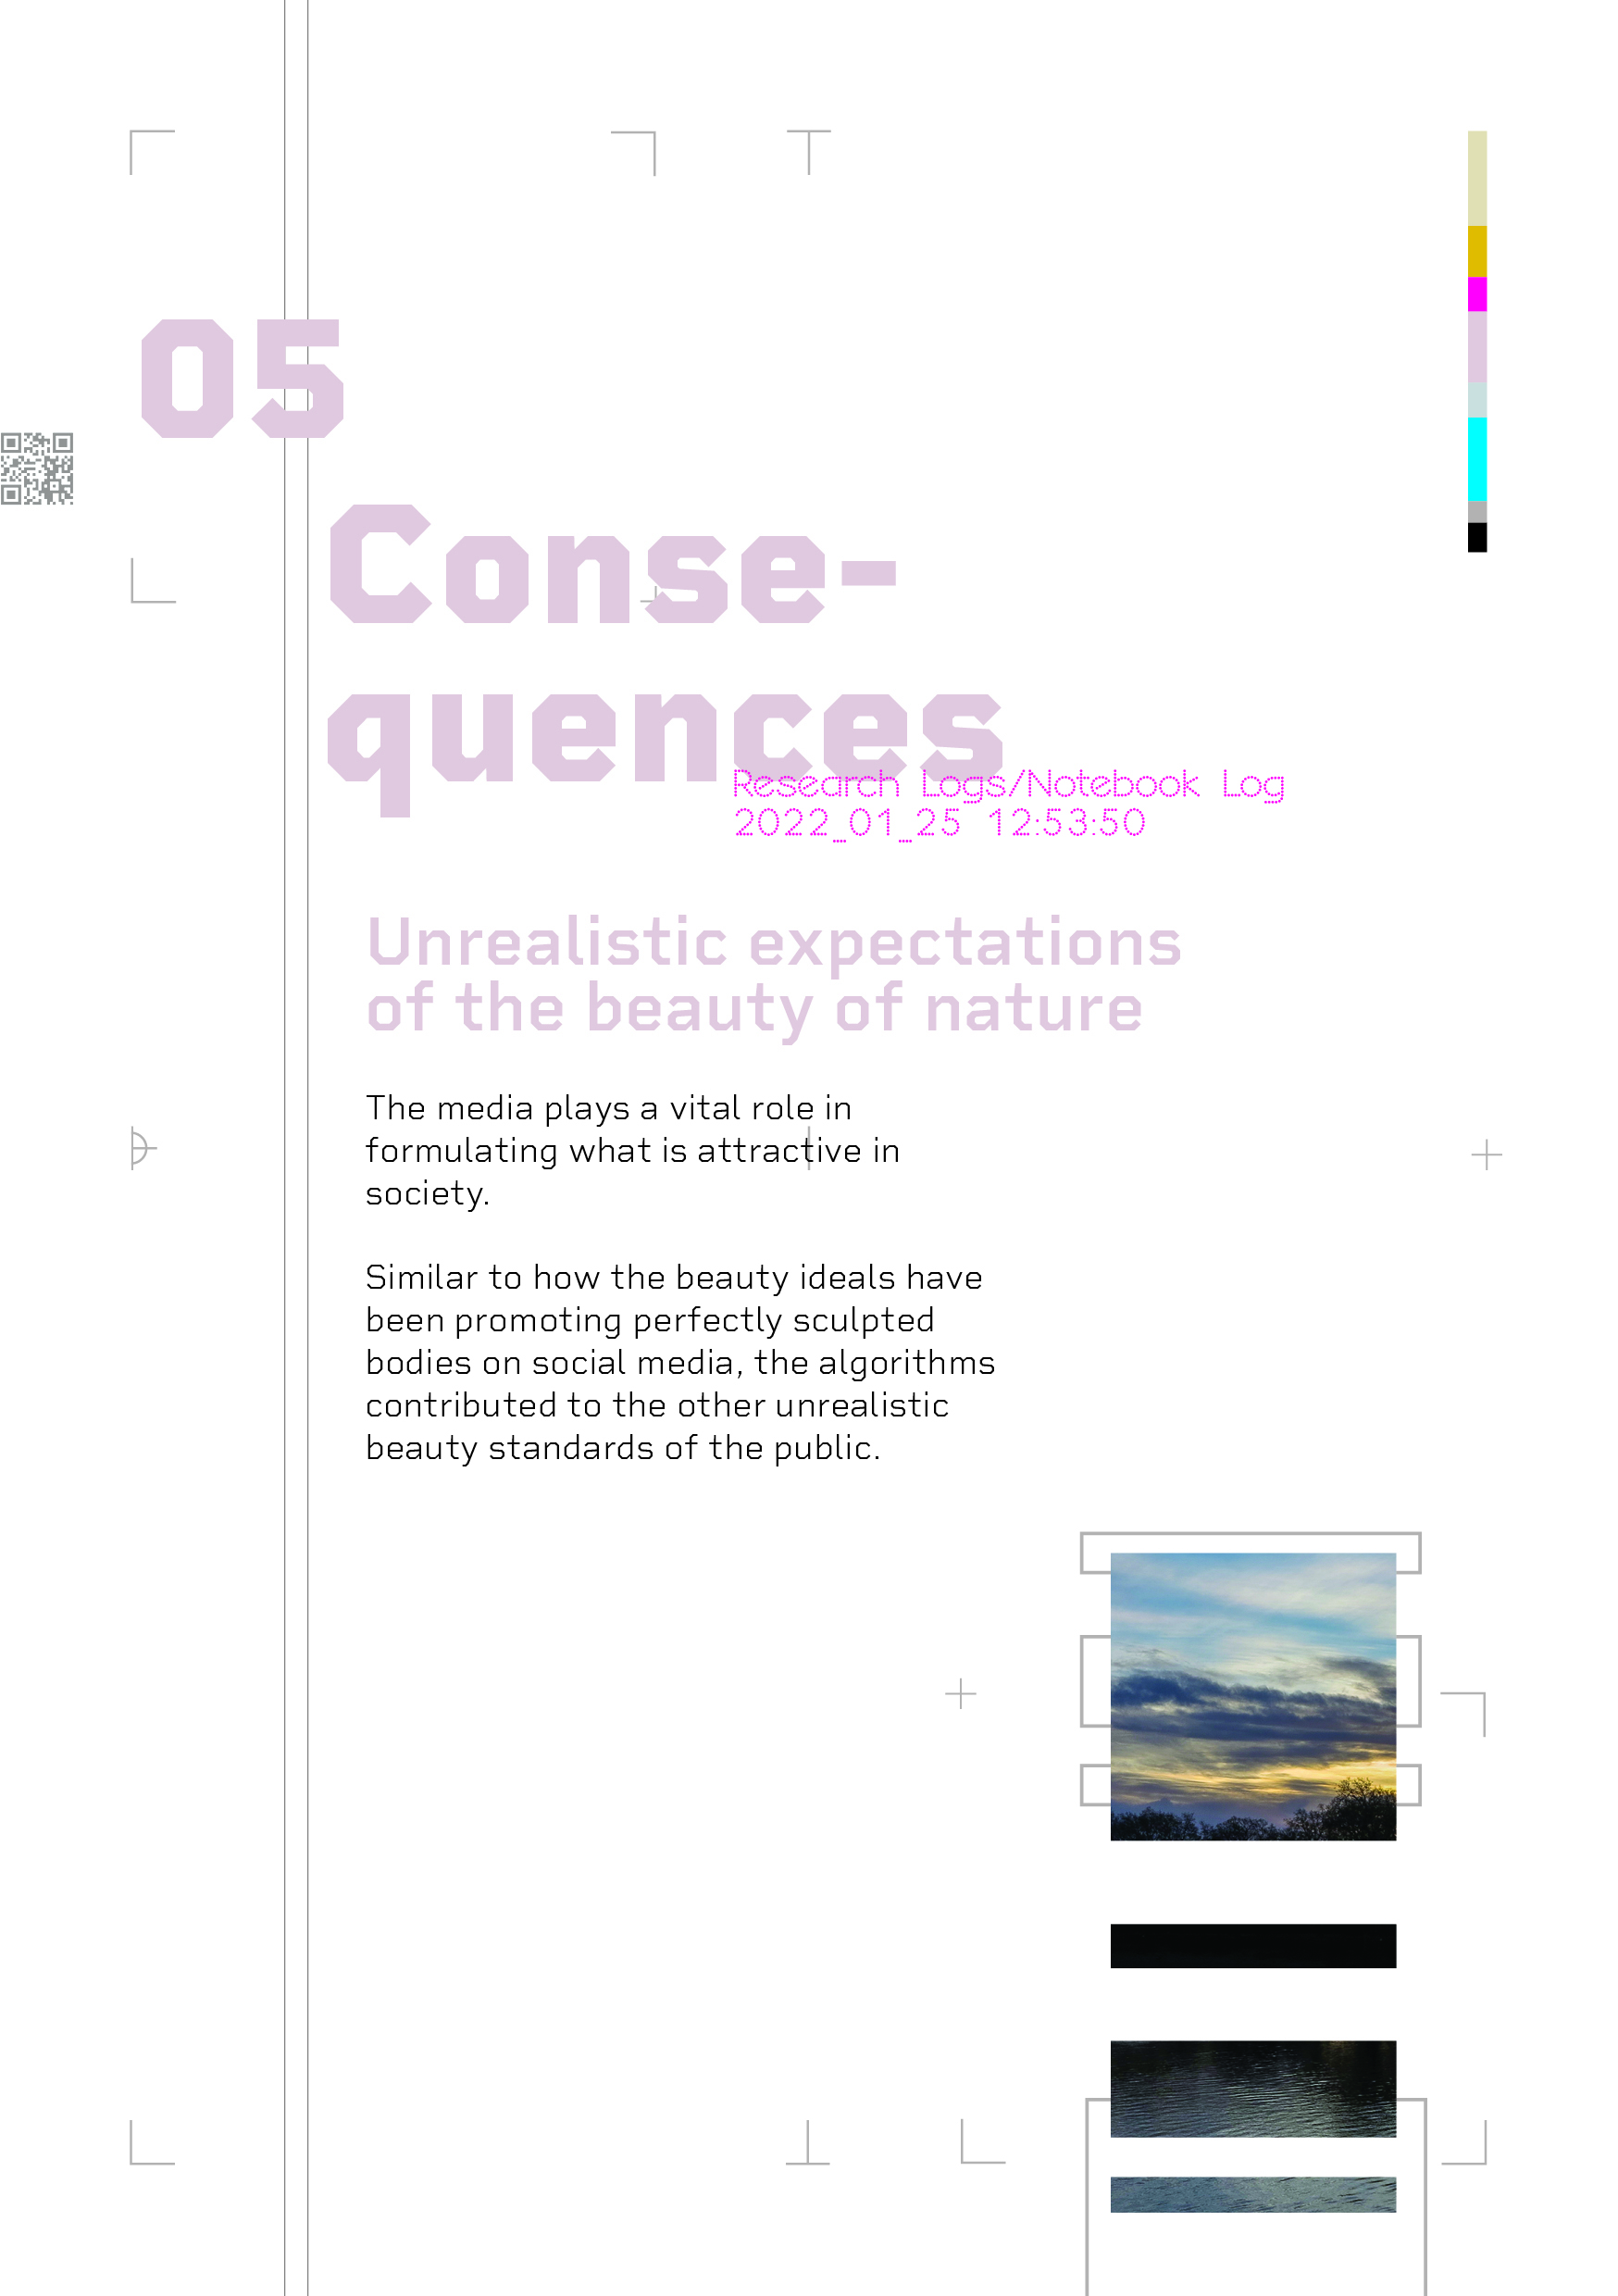 05
Conse-
quences
Research Logs/Notebook Log
2022_01_25 12:53:50
Unrealistic expectations
of the beauty of nature
The media plays a vital role in
formulating what is attractive in
society.
Similar to how the beauty ideals have
been promoting perfectly sculpted
bodies on social media, the algorithms
contributed to the other unrealistic
beauty standards of the public.